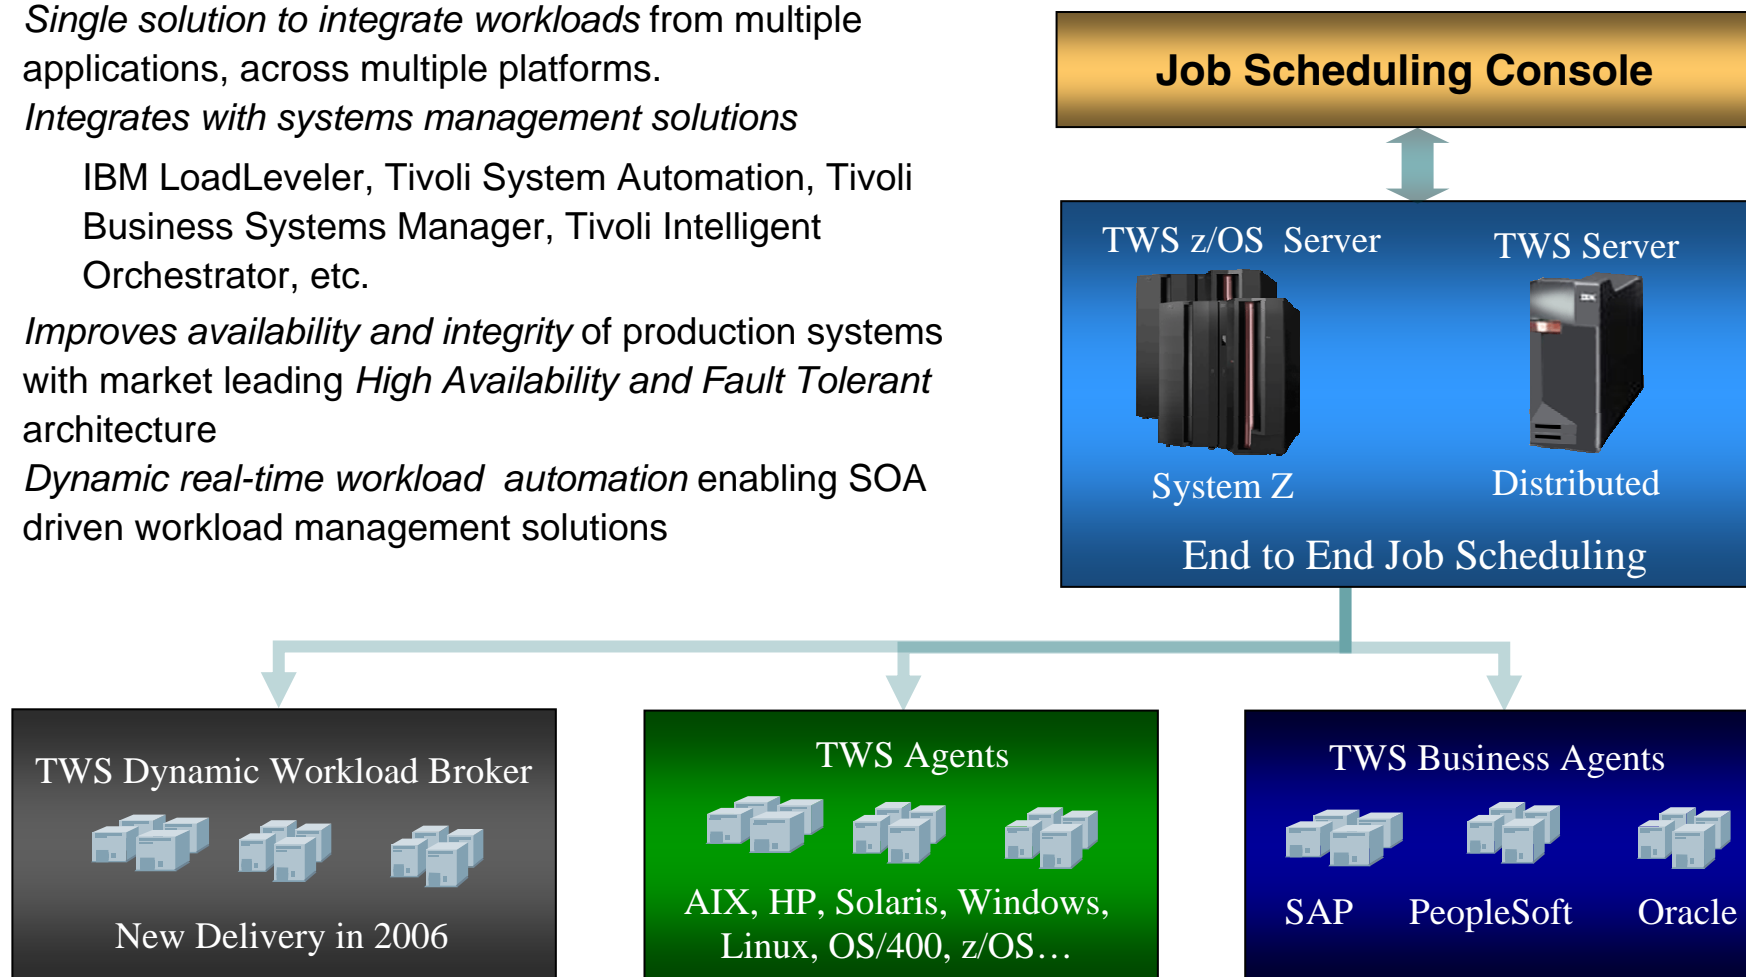 Single solution to integrate workloads from multiple
applications, across multiple platforms.
Integrates with systems management solutions
IBM LoadLeveler, Tivoli System Automation, Tivoli
Business Systems Manager, Tivoli Intelligent
Orchestrator, etc.
Improves availability and integrity of production systems
with market leading High Availability and Fault Tolerant
architecture
Dynamic real-time workload automation enabling SOA
driven workload management solutions
Job Scheduling Console
TWS z/OS Server
TWS Server
IBM
System Z
Distributed
End to End Job Scheduling
TWS Dynamic Workload Broker
New Delivery in 2006
TWS Agents
AIX, HP, Solaris, Windows,
Linux, OS/400, z/OS…
TWS Business Agents
SAP PeopleSoft Oracle